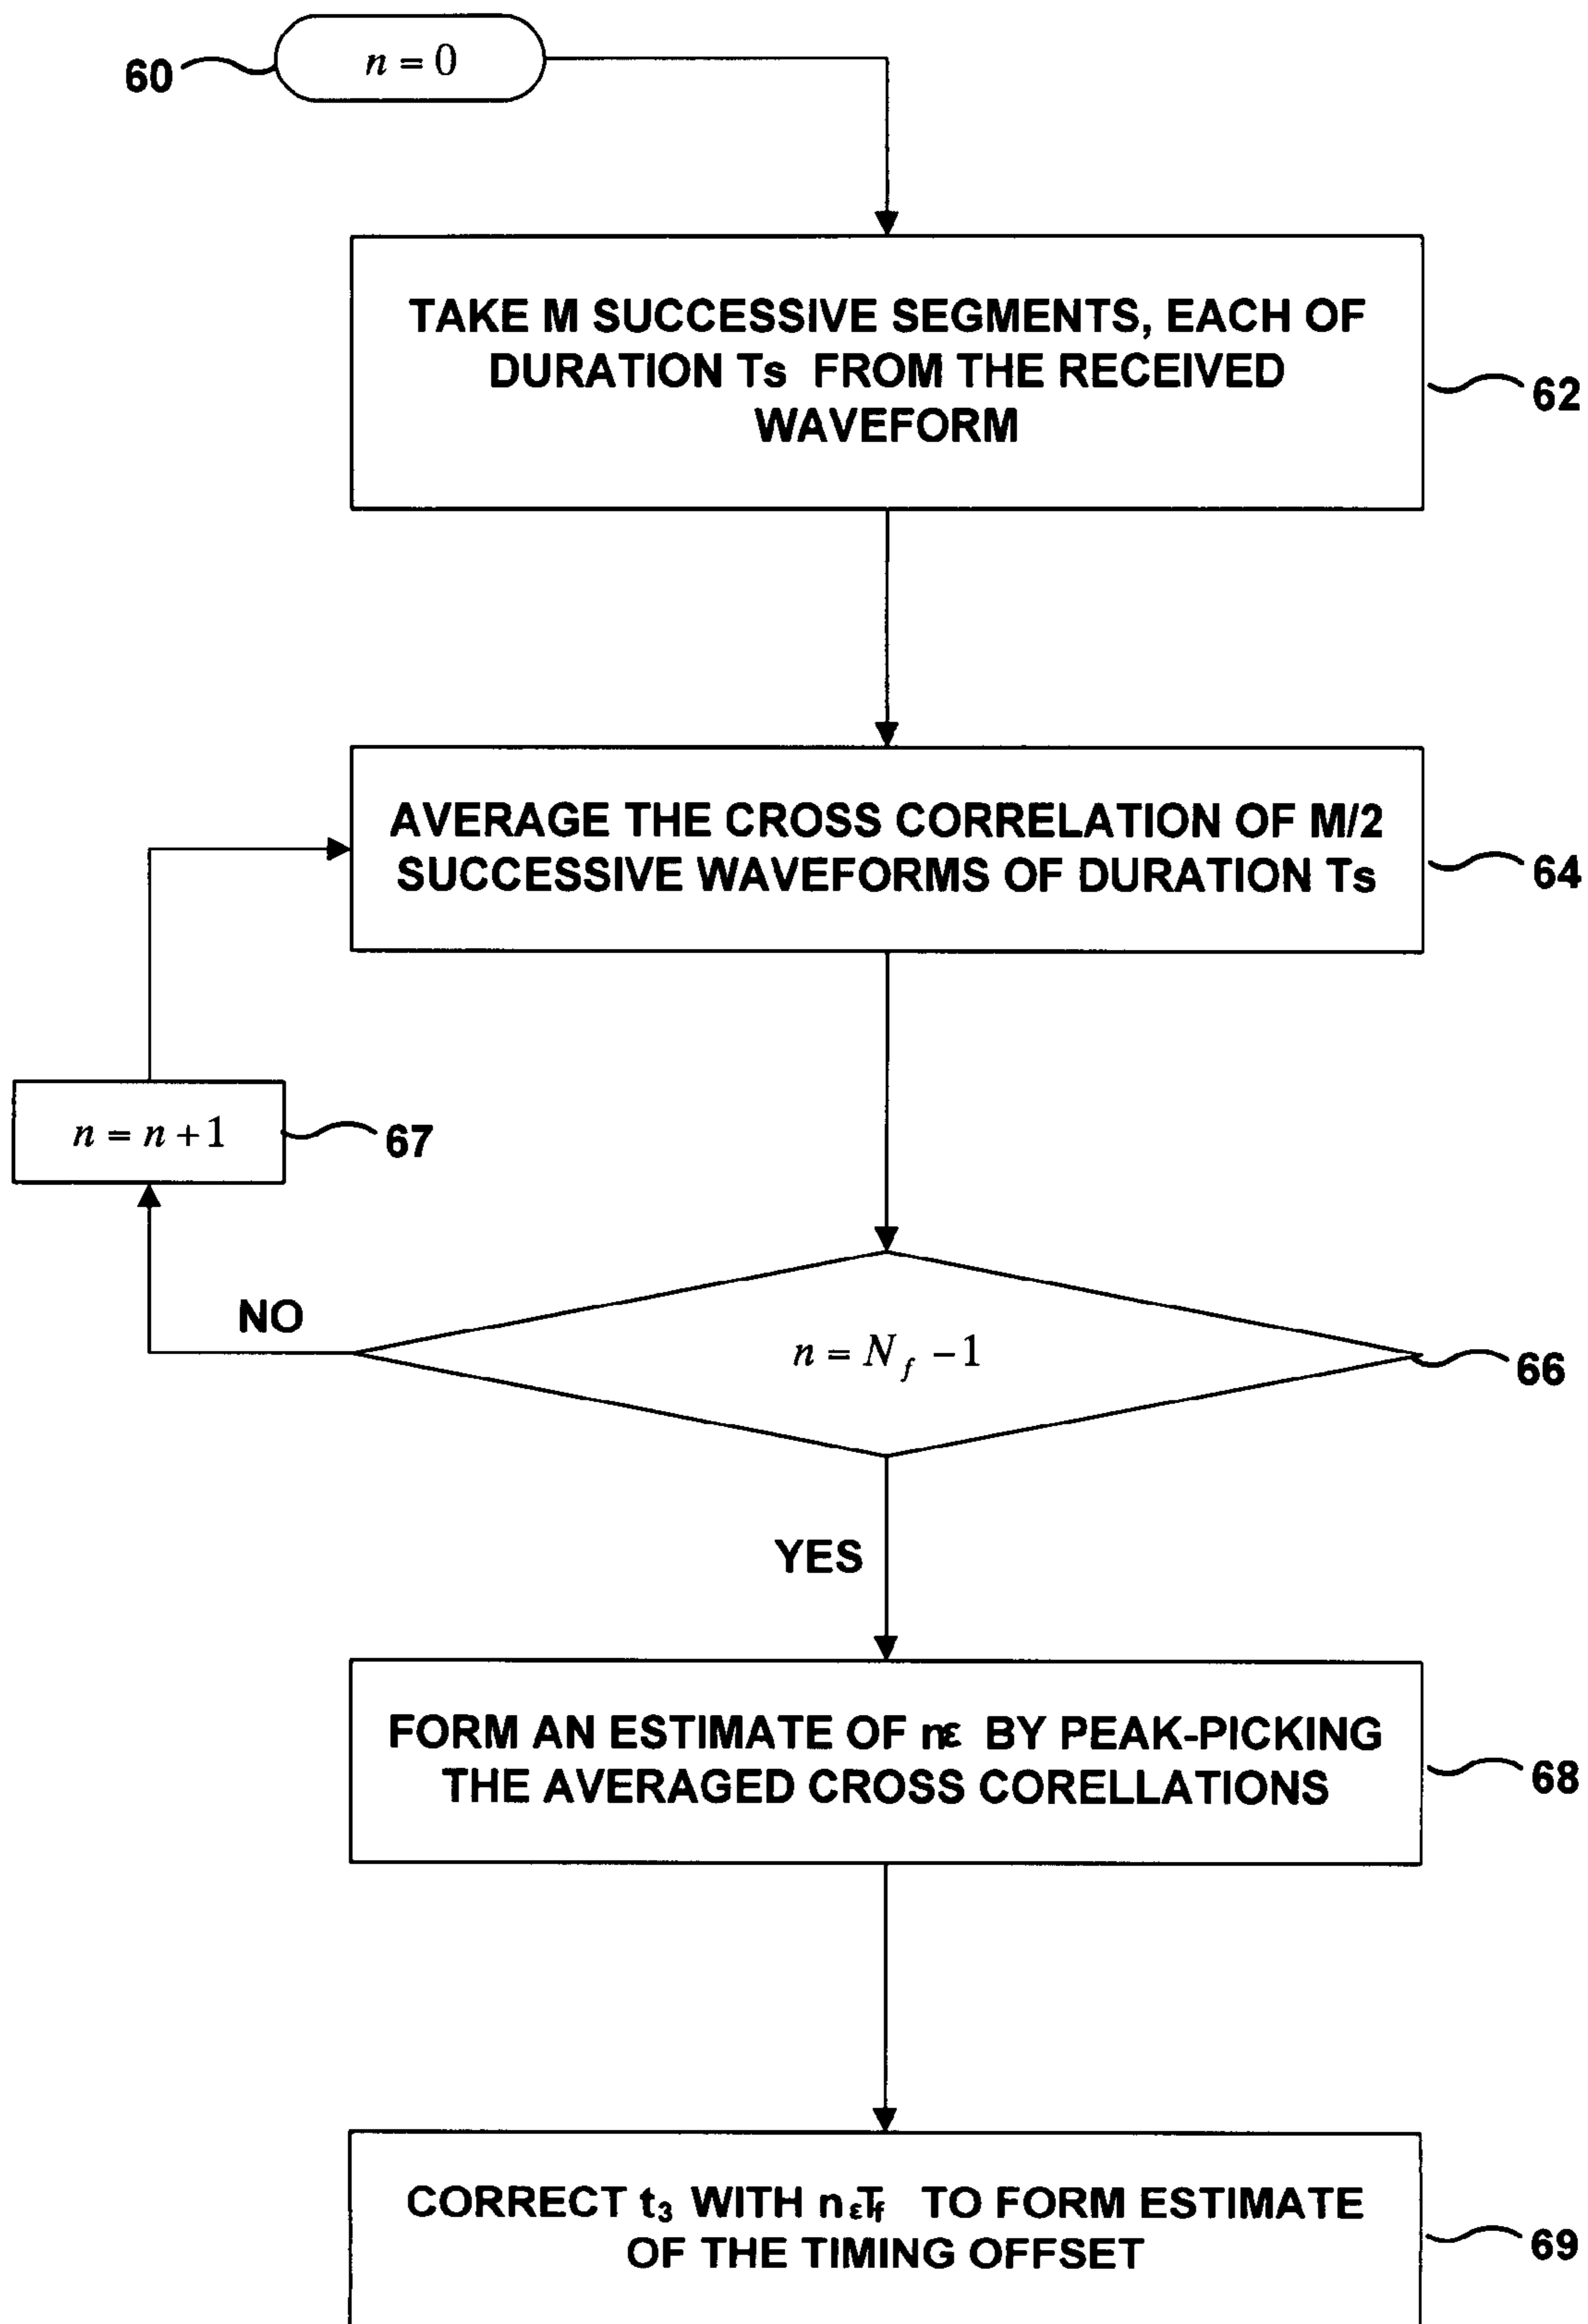 60
n = 0
TAKE M SUCCESSIVE SEGMENTS, EACH OF
DURATION Ts FROM THE RECEIVED
WAVEFORM
62
AVERAGE THE CROSS CORRELATION OF M/2
SUCCESSIVE WAVEFORMS OF DURATION Ts
64
n = n + 1
67
NO
n = N_f − 1
66
YES
FORM AN ESTIMATE OF nε BY PEAK-PICKING
THE AVERAGED CROSS CORELLATIONS
68
CORRECT t₃ WITH n_εT_f TO FORM ESTIMATE
OF THE TIMING OFFSET
69